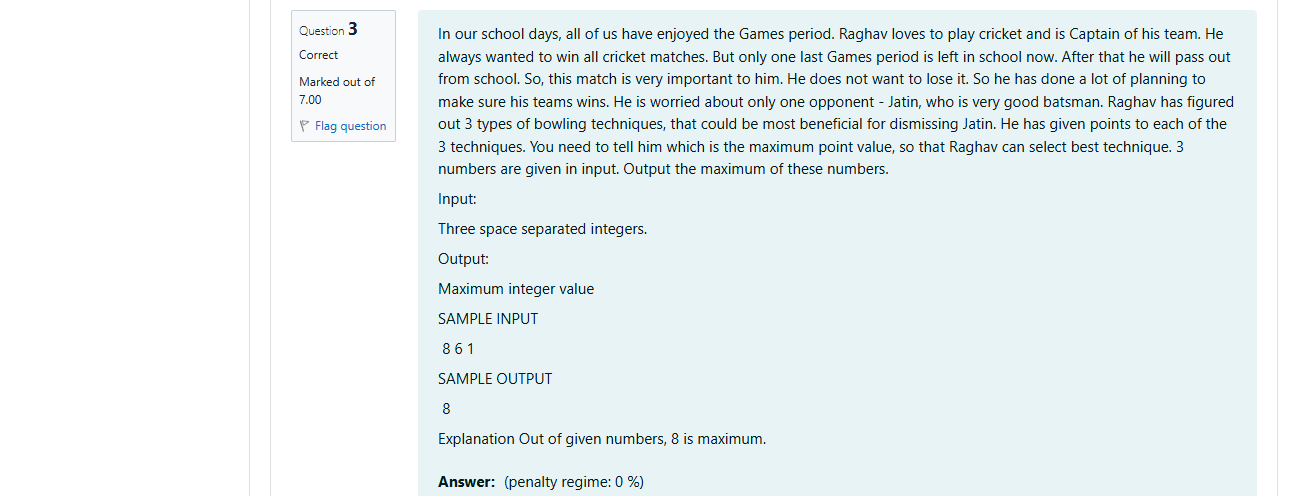 Question 3
Correct
Marked out of
7.00
Flag question
In our school days, all of us have enjoyed the Games period. Raghav loves to play cricket and is Captain of his team. He
always wanted to win all cricket matches. But only one last Games period is left in school now. After that he will pass out
from school. So, this match is very important to him. He does not want to lose it. So he has done a lot of planning to
make sure his teams wins. He is worried about only one opponent - Jatin, who is very good batsman. Raghav has figured
out 3 types of bowling techniques, that could be most beneficial for dismissing Jatin. He has given points to each of the
3 techniques. You need to tell him which is the maximum point value, so that Raghav can select best technique. 3
numbers are given in input. Output the maximum of these numbers.
Input:
Three space separated integers.
Output:
Maximum integer value
SAMPLE INPUT
8 6 1
SAMPLE OUTPUT
8
Explanation Out of given numbers, 8 is maximum.
Answer: (penalty regime: 0 %)